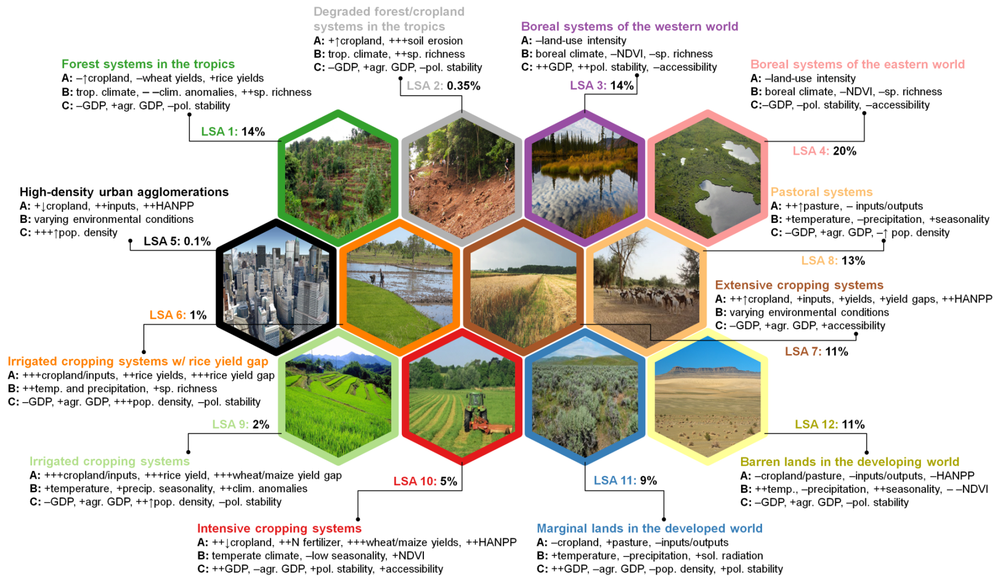 Degraded forest/cropland
systems in the tropics
A: +↑cropland, +++soil erosion
B: trop. climate, ++sp. richness
C: –GDP, +agr. GDP, –pol. stability
LSA 2: 0.35%
Boreal systems of the western world
A: –land-use intensity
B: boreal climate, –NDVI, –sp. richness
C: ++GDP, ++pol. stability, –accessibility
LSA 3: 14%
Forest systems in the tropics
A: –↑cropland, –wheat yields, +rice yields
B: trop. climate, – –clim. anomalies, ++sp. richness
C: –GDP, +agr. GDP, –pol. stability
LSA 1: 14%
Boreal systems of the eastern world
A: –land-use intensity
B: boreal climate, –NDVI, –sp. richness
C:–GDP, –pol. stability, –accessibility
LSA 4: 20%
High-density urban agglomerations
A: +↓cropland, ++inputs, ++HANPP
B: varying environmental conditions
C: +++↑pop. density
LSA 5: 0.1%
Pastoral systems
A: ++↑pasture, – inputs/outputs
B: +temperature, –precipitation, +seasonality
C: –GDP, +agr. GDP, –↑ pop. density
LSA 8: 13%
Extensive cropping systems
A: ++↑cropland, +inputs, +yields, +yield gaps, ++HANPP
B: varying environmental conditions
C: –GDP, +agr. GDP, +accessibility
LSA 7: 11%
LSA 6: 1%
Irrigated cropping systems w/ rice yield gap
A: +++cropland/inputs, ++rice yields, +++rice yield gap
B: ++temp. and precipitation, +sp. richness
C: –GDP, +agr. GDP, +++pop. density, –pol. stability
LSA 9: 2%
Irrigated cropping systems
A: +++cropland/inputs, +++rice yield, +++wheat/maize yield gap
B: +temperature, +precip. seasonality, ++clim. anomalies
C: –GDP, +agr. GDP, ++↑pop. density, –pol. stability
LSA 10: 5%
Intensive cropping systems
A: ++↓cropland, ++N fertilizer, +++wheat/maize yields, ++HANPP
B: temperate climate, –low seasonality, +NDVI
C: ++GDP, –agr. GDP, +pol. stability, +accessibility
LSA 11: 9%
Marginal lands in the developed world
A: –cropland, +pasture, –inputs/outputs
B: +temperature, –precipitation, +sol. radiation
C: ++GDP, –agr. GDP, –pop. density, +pol. stability
LSA 12: 11%
Barren lands in the developing world
A: –cropland/pasture, –inputs/outputs, –HANPP
B: ++temp., –precipitation, ++seasonality, – –NDVI
C: –GDP, +agr. GDP, –pol. stability